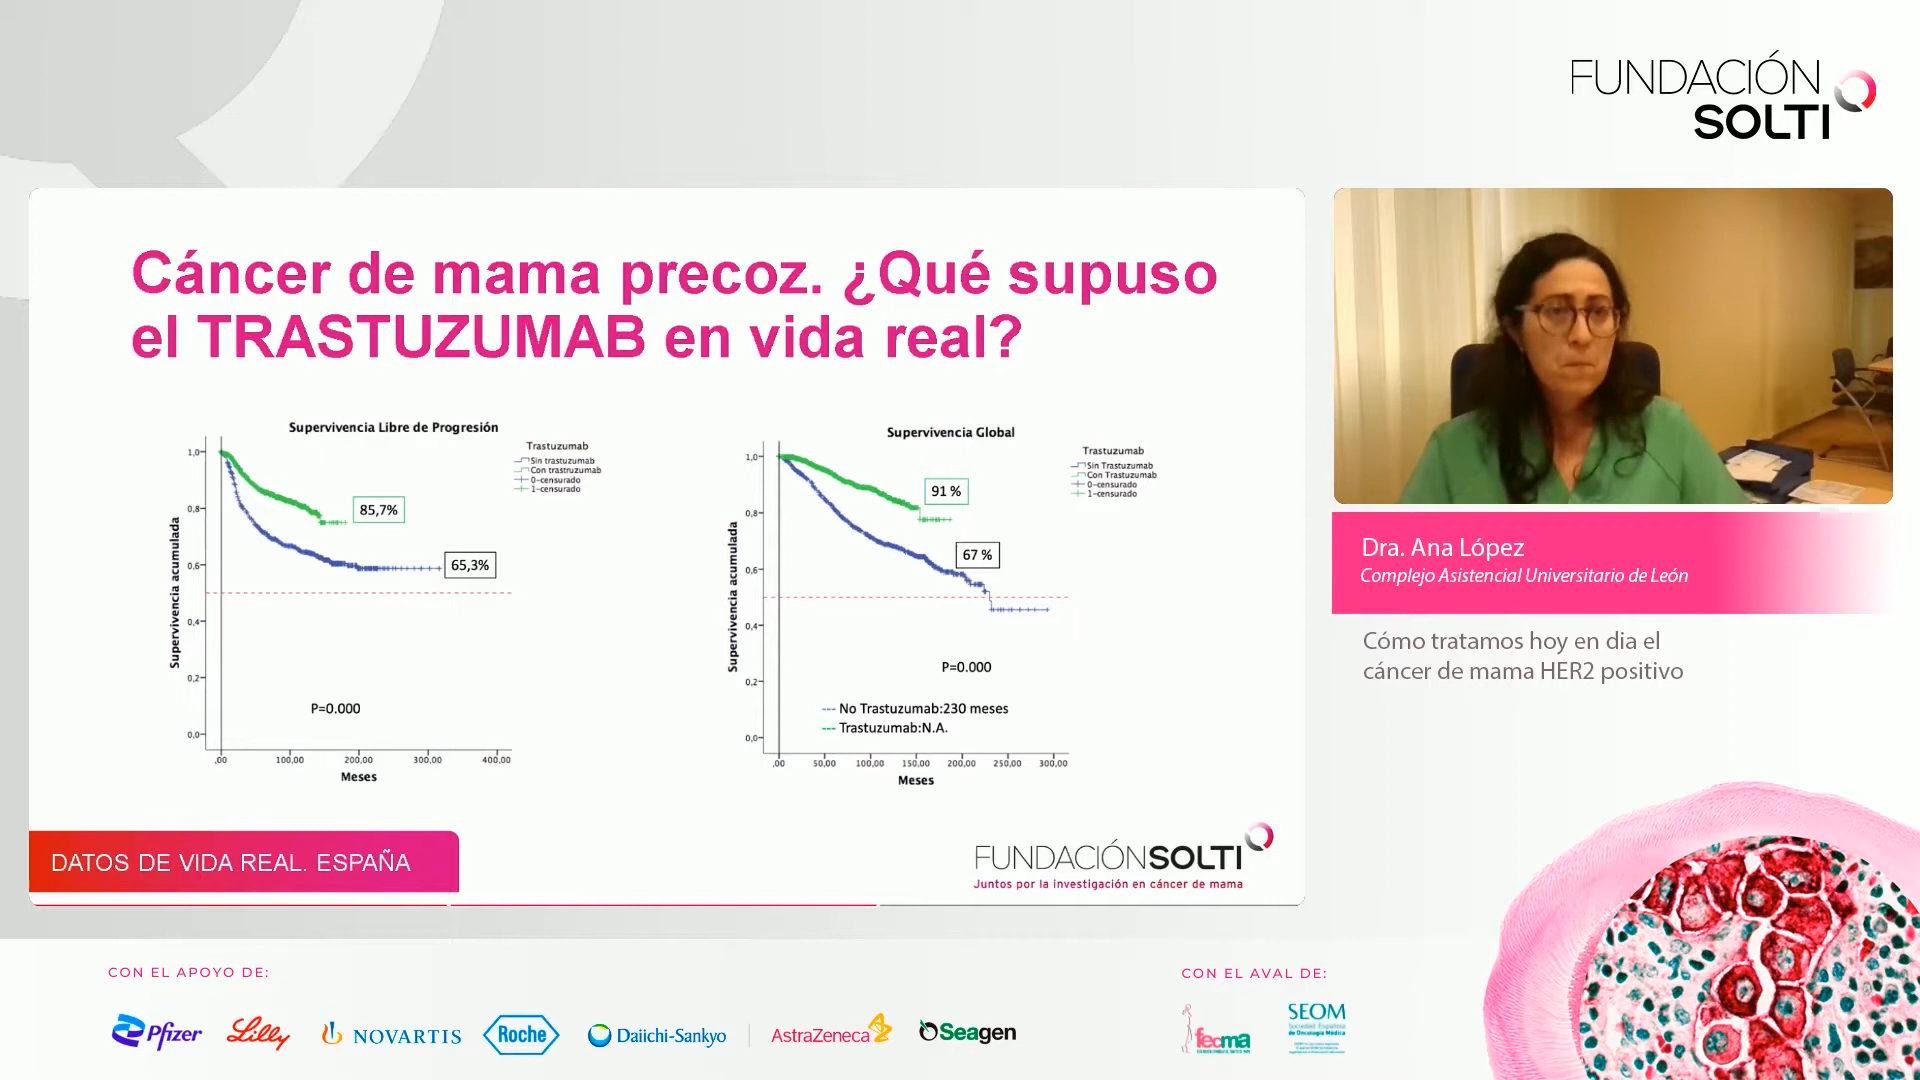 FUNDACIÓN
SOLTI
Cáncer de mama precoz. ¿Qué supuso
el TRASTUZUMAB en vida real?
Supervivencia Libre de Progresión
Trastuzumab
Sin trastuzumab
Con trastruzumab
0-censurado
1-censurado
Supervivencia acumulada
1,0
0,8
0,6
0,4
0,2
0,0
85,7%
65,3%
P=0.000
,00
100,00
200,00
300,00
400,00
Meses
Supervivencia Global
Trastuzumab
Sin Trastuzumab
Con Trastuzumab
0-censurado
1-censurado
Supervivencia acumulada
1,0
0,8
0,6
0,4
0,2
0,0
91 %
67 %
P=0.000
No Trastuzumab:230 meses
Trastuzumab:N.A.
,00
50,00
100,00
150,00
200,00
250,00
300,00
Meses
DATOS DE VIDA REAL. ESPAÑA
FUNDACIÓNSOLTI
Juntos por la investigación en cáncer de mama
Dra. Ana López
Complejo Asistencial Universitario de León
Cómo tratamos hoy en dia el
cáncer de mama HER2 positivo
CON EL APOYO DE:
Pfizer
Lilly
NOVARTIS
Roche
Daiichi-Sankyo
AstraZeneca
Seagen
CON EL AVAL DE:
fecma
SEOM
Sociedad Española
de Oncología Médica